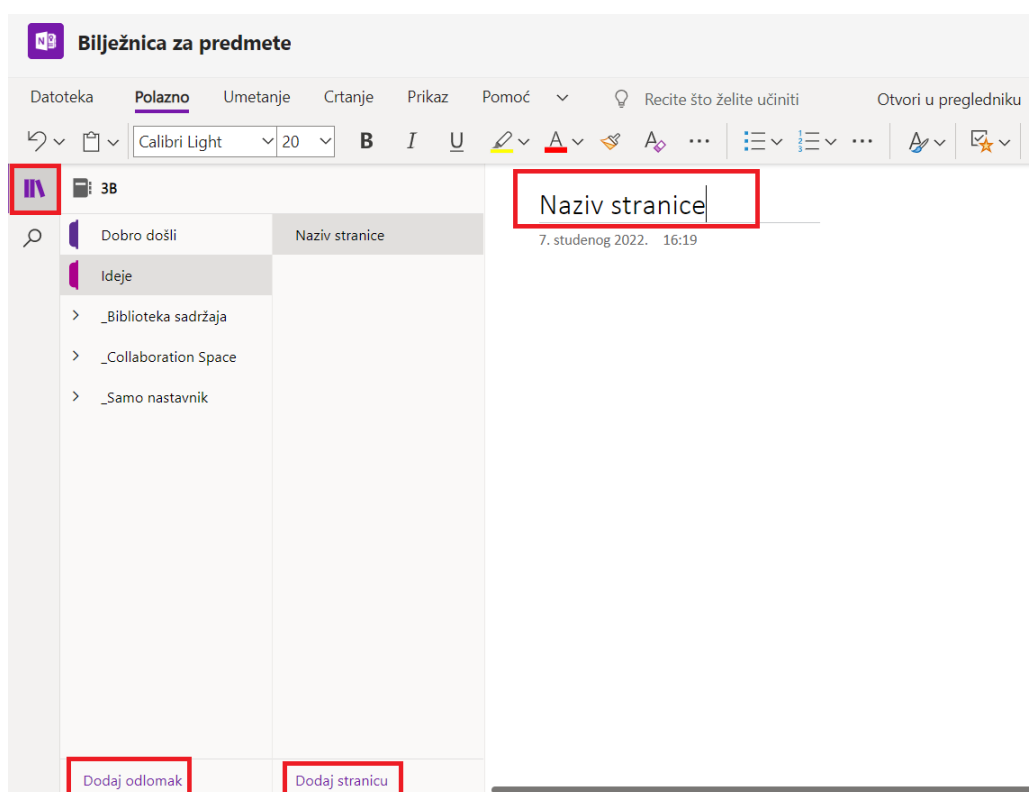 Bilježnica za predmete
Datoteka Polazno Umetanje Crtanje Prikaz Pomoć Recite što želite učiniti Otvori u pregledniku
Calibri Light 20 B I U A A
3B
Naziv stranice
7. studenog 2022. 16:19
Dobro došli
Ideje
_Biblioteka sadržaja
_Collaboration Space
_Samo nastavnik
Naziv stranice
Dodaj odlomak
Dodaj stranicu